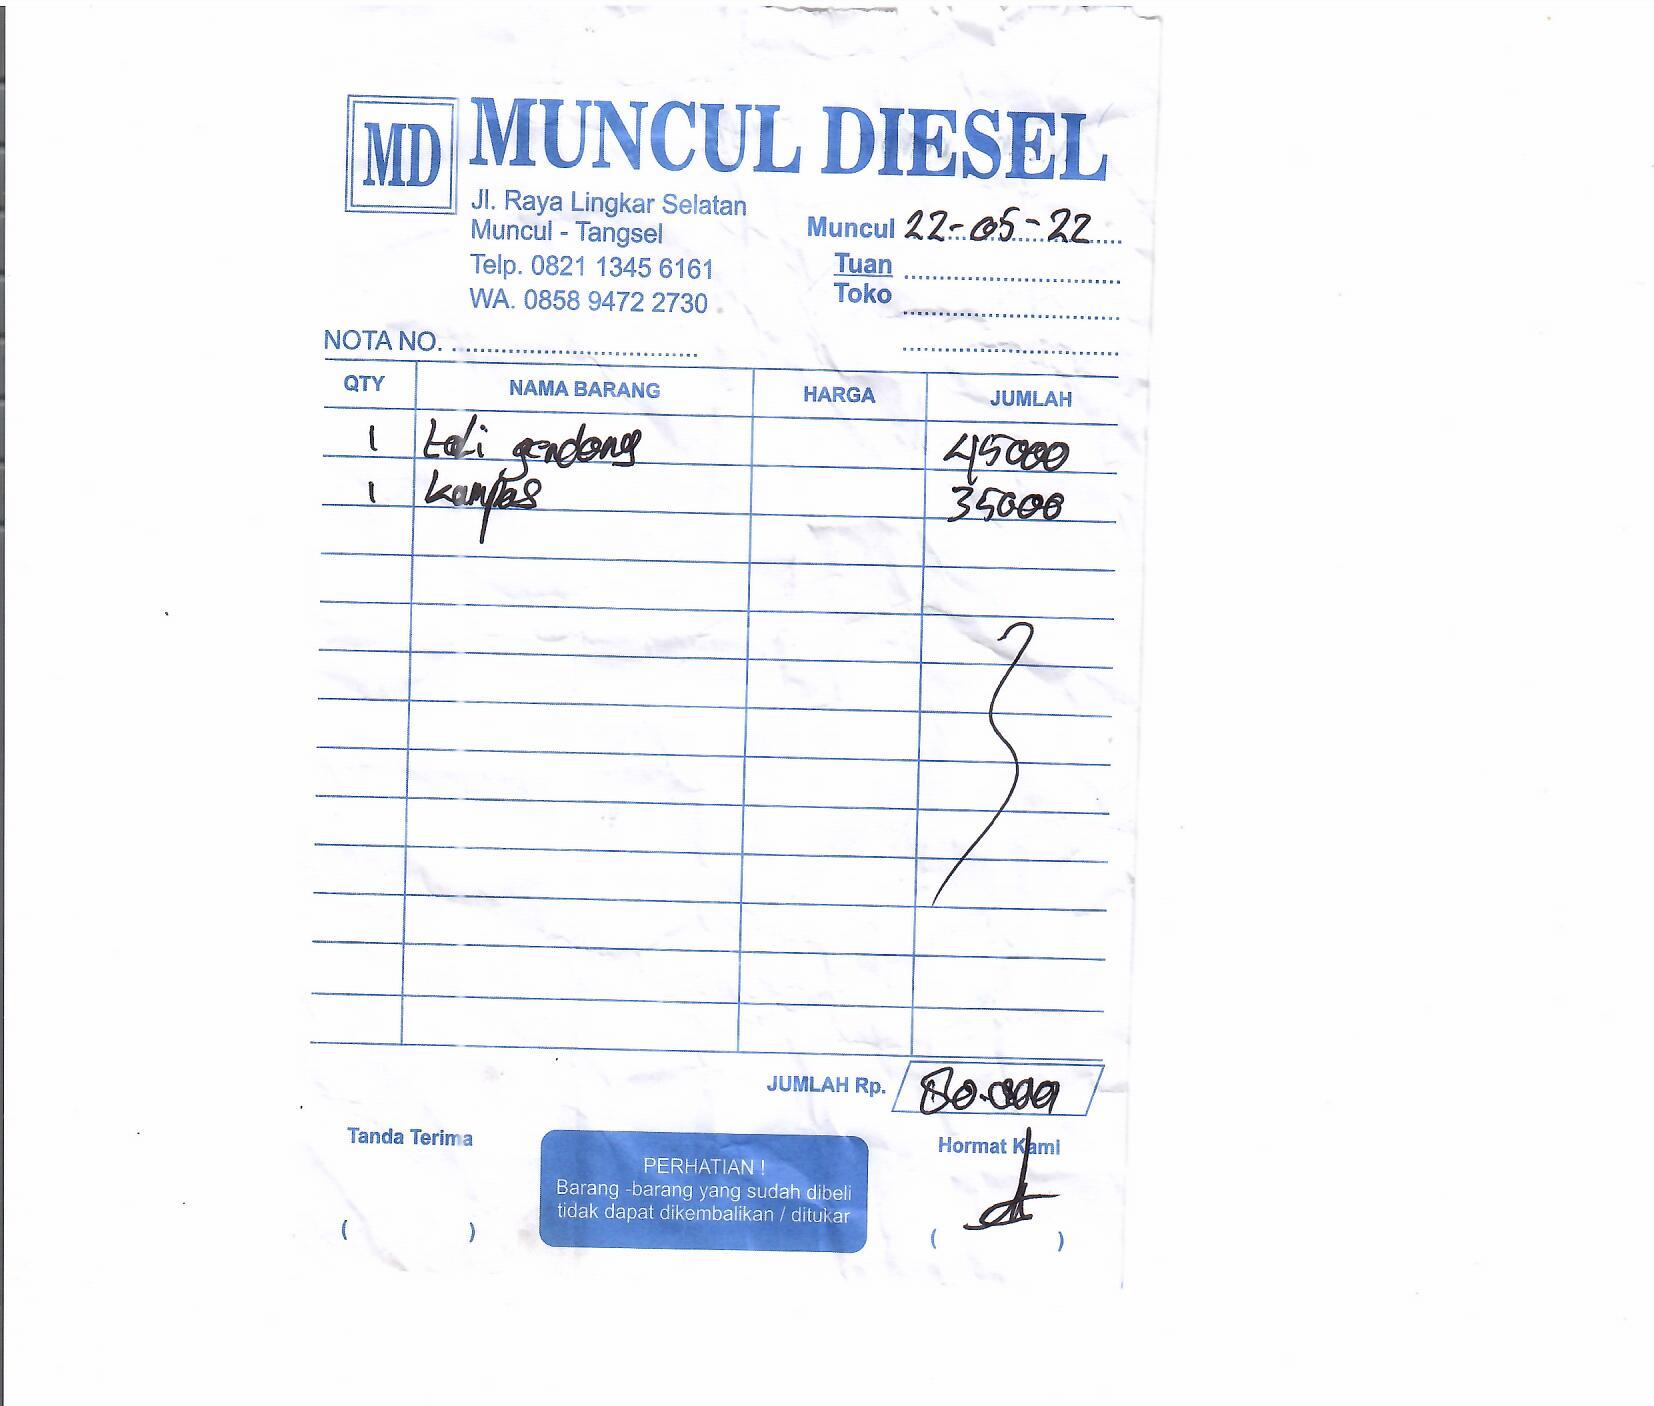 MD MUNCUL DIESEL
Jl. Raya Lingkar Selatan
Muncul - Tangsel
Telp. 0821 1345 6161
WA. 0858 9472 2730
Muncul 22-05-22
Tuan
Toko
NOTA NO.
QTY NAMA BARANG HARGA JUMLAH
1 tali gendong 45000
1 kampas 35000
JUMLAH Rp. 80.000
Tanda Terima
PERHATIAN !
Barang -barang yang sudah dibeli
tidak dapat dikembalikan / ditukar
Hormat Kami
( )
( )